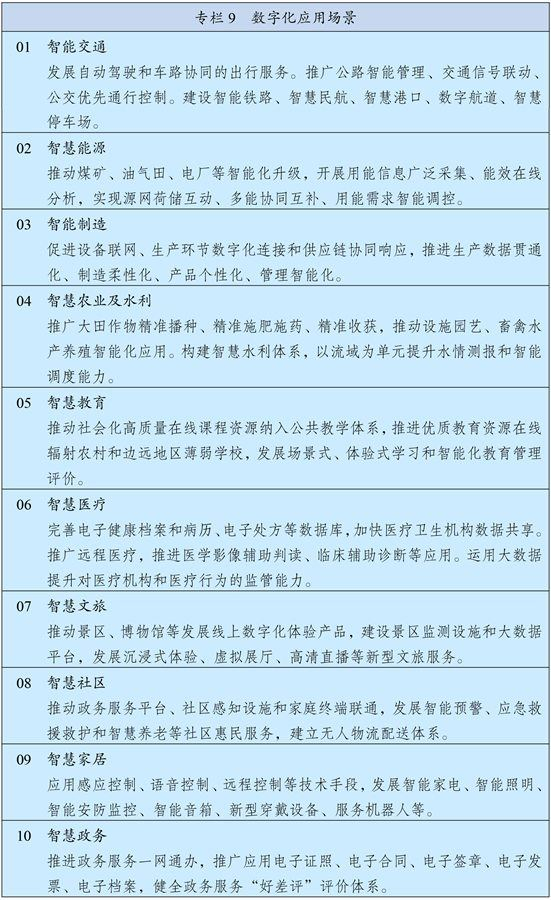 专栏9 数字化应用场景
01 智能交通
发展自动驾驶和车路协同的出行服务。推广公路智能管理、交通信号联动、
公交优先通行控制。建设智能铁路、智慧民航、智慧港口、数字航道、智慧
停车场。
02 智慧能源
推动煤矿、油气田、电厂等智能化升级，开展用能信息广泛采集、能效在线
分析，实现源网荷储互动、多能协同互补、用能需求智能调控。
03 智能制造
促进设备联网、生产环节数字化连接和供应链协同响应，推进生产数据贯通
化、制造柔性化、产品个性化、管理智能化。
04 智慧农业及水利
推广大田作物精准播种、精准施肥施药、精准收获，推动设施园艺、畜禽水
产养殖智能化应用。构建智慧水利体系，以流域为单元提升水情测报和智能
调度能力。
05 智慧教育
推动社会化高质量在线课程资源纳入公共教学体系，推进优质教育资源在线
辐射农村和边远地区薄弱学校，发展场景式、体验式学习和智能化教育管理
评价。
06 智慧医疗
完善电子健康档案和病历、电子处方等数据库，加快医疗卫生机构数据共享。
推广远程医疗，推进医学影像辅助判读、临床辅助诊断等应用。运用大数据
提升对医疗机构和医疗行为的监管能力。
07 智慧文旅
推动景区、博物馆等发展线上数字化体验产品，建设景区监测设施和大数据
平台，发展沉浸式体验、虚拟展厅、高清直播等新型文旅服务。
08 智慧社区
推动政务服务平台、社区感知设施和家庭终端联通，发展智能预警、应急救
援救护和智慧养老等社区惠民服务，建立无人物流配送体系。
09 智慧家居
应用感应控制、语音控制、远程控制等技术手段，发展智能家电、智能照明、
智能安防监控、智能音箱、新型穿戴设备、服务机器人等。
10 智慧政务
推进政务服务一网通办，推广应用电子证照、电子合同、电子签章、电子发
票、电子档案，健全政务服务“好差评”评价体系。